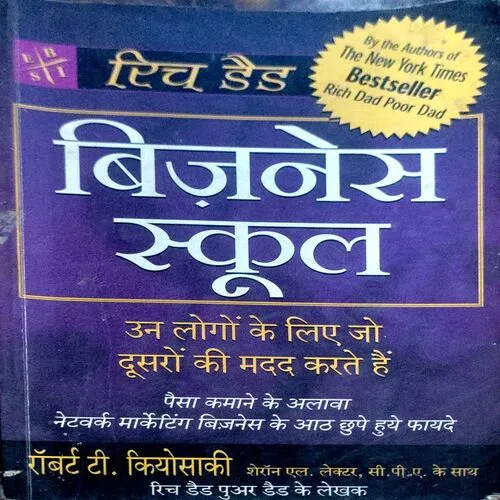 E B
S I
रिच डैड
By the Authors of
The New York Times
Bestseller
Rich Dad Poor Dad
बिज़नेस
स्कूल
उन लोगों के लिए जो
दूसरों की मदद करते हैं
पैसा कमाने के अलावा
नेटवर्क मार्केटिंग बिज़नेस के आठ छुपे हुये फायदे
रॉबर्ट टी. कियोसाकी शेरॉन एल. लेक्टर, सी.पी.ए. के साथ
रिच डैड पुअर डैड के लेखक